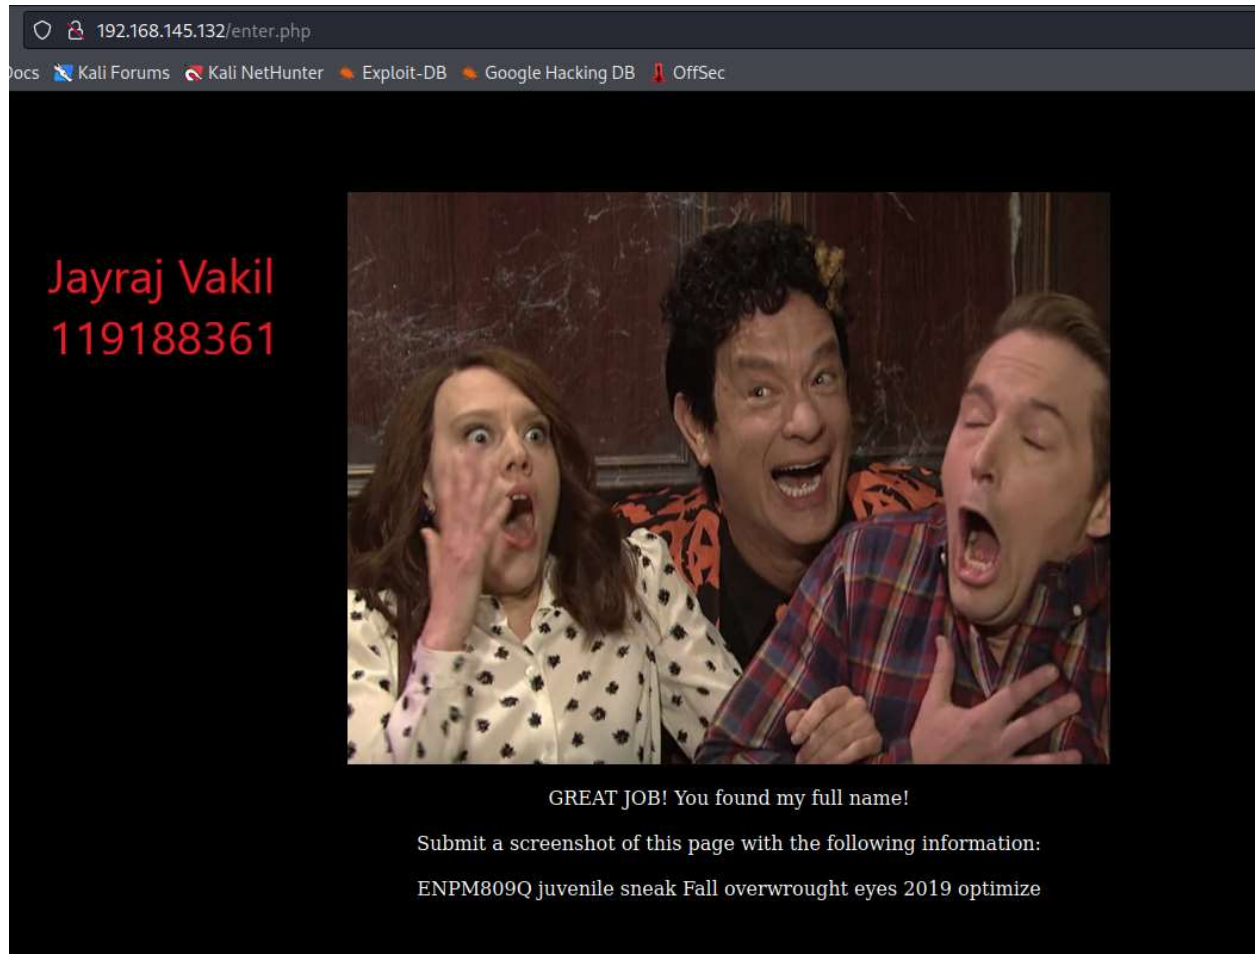 192.168.145.132/enter.php
Docs Kali Forums Kali NetHunter Exploit-DB Google Hacking DB OffSec
Jayraj Vakil
119188361
GREAT JOB! You found my full name!
Submit a screenshot of this page with the following information:
ENPM809Q juvenile sneak Fall overwrought eyes 2019 optimize